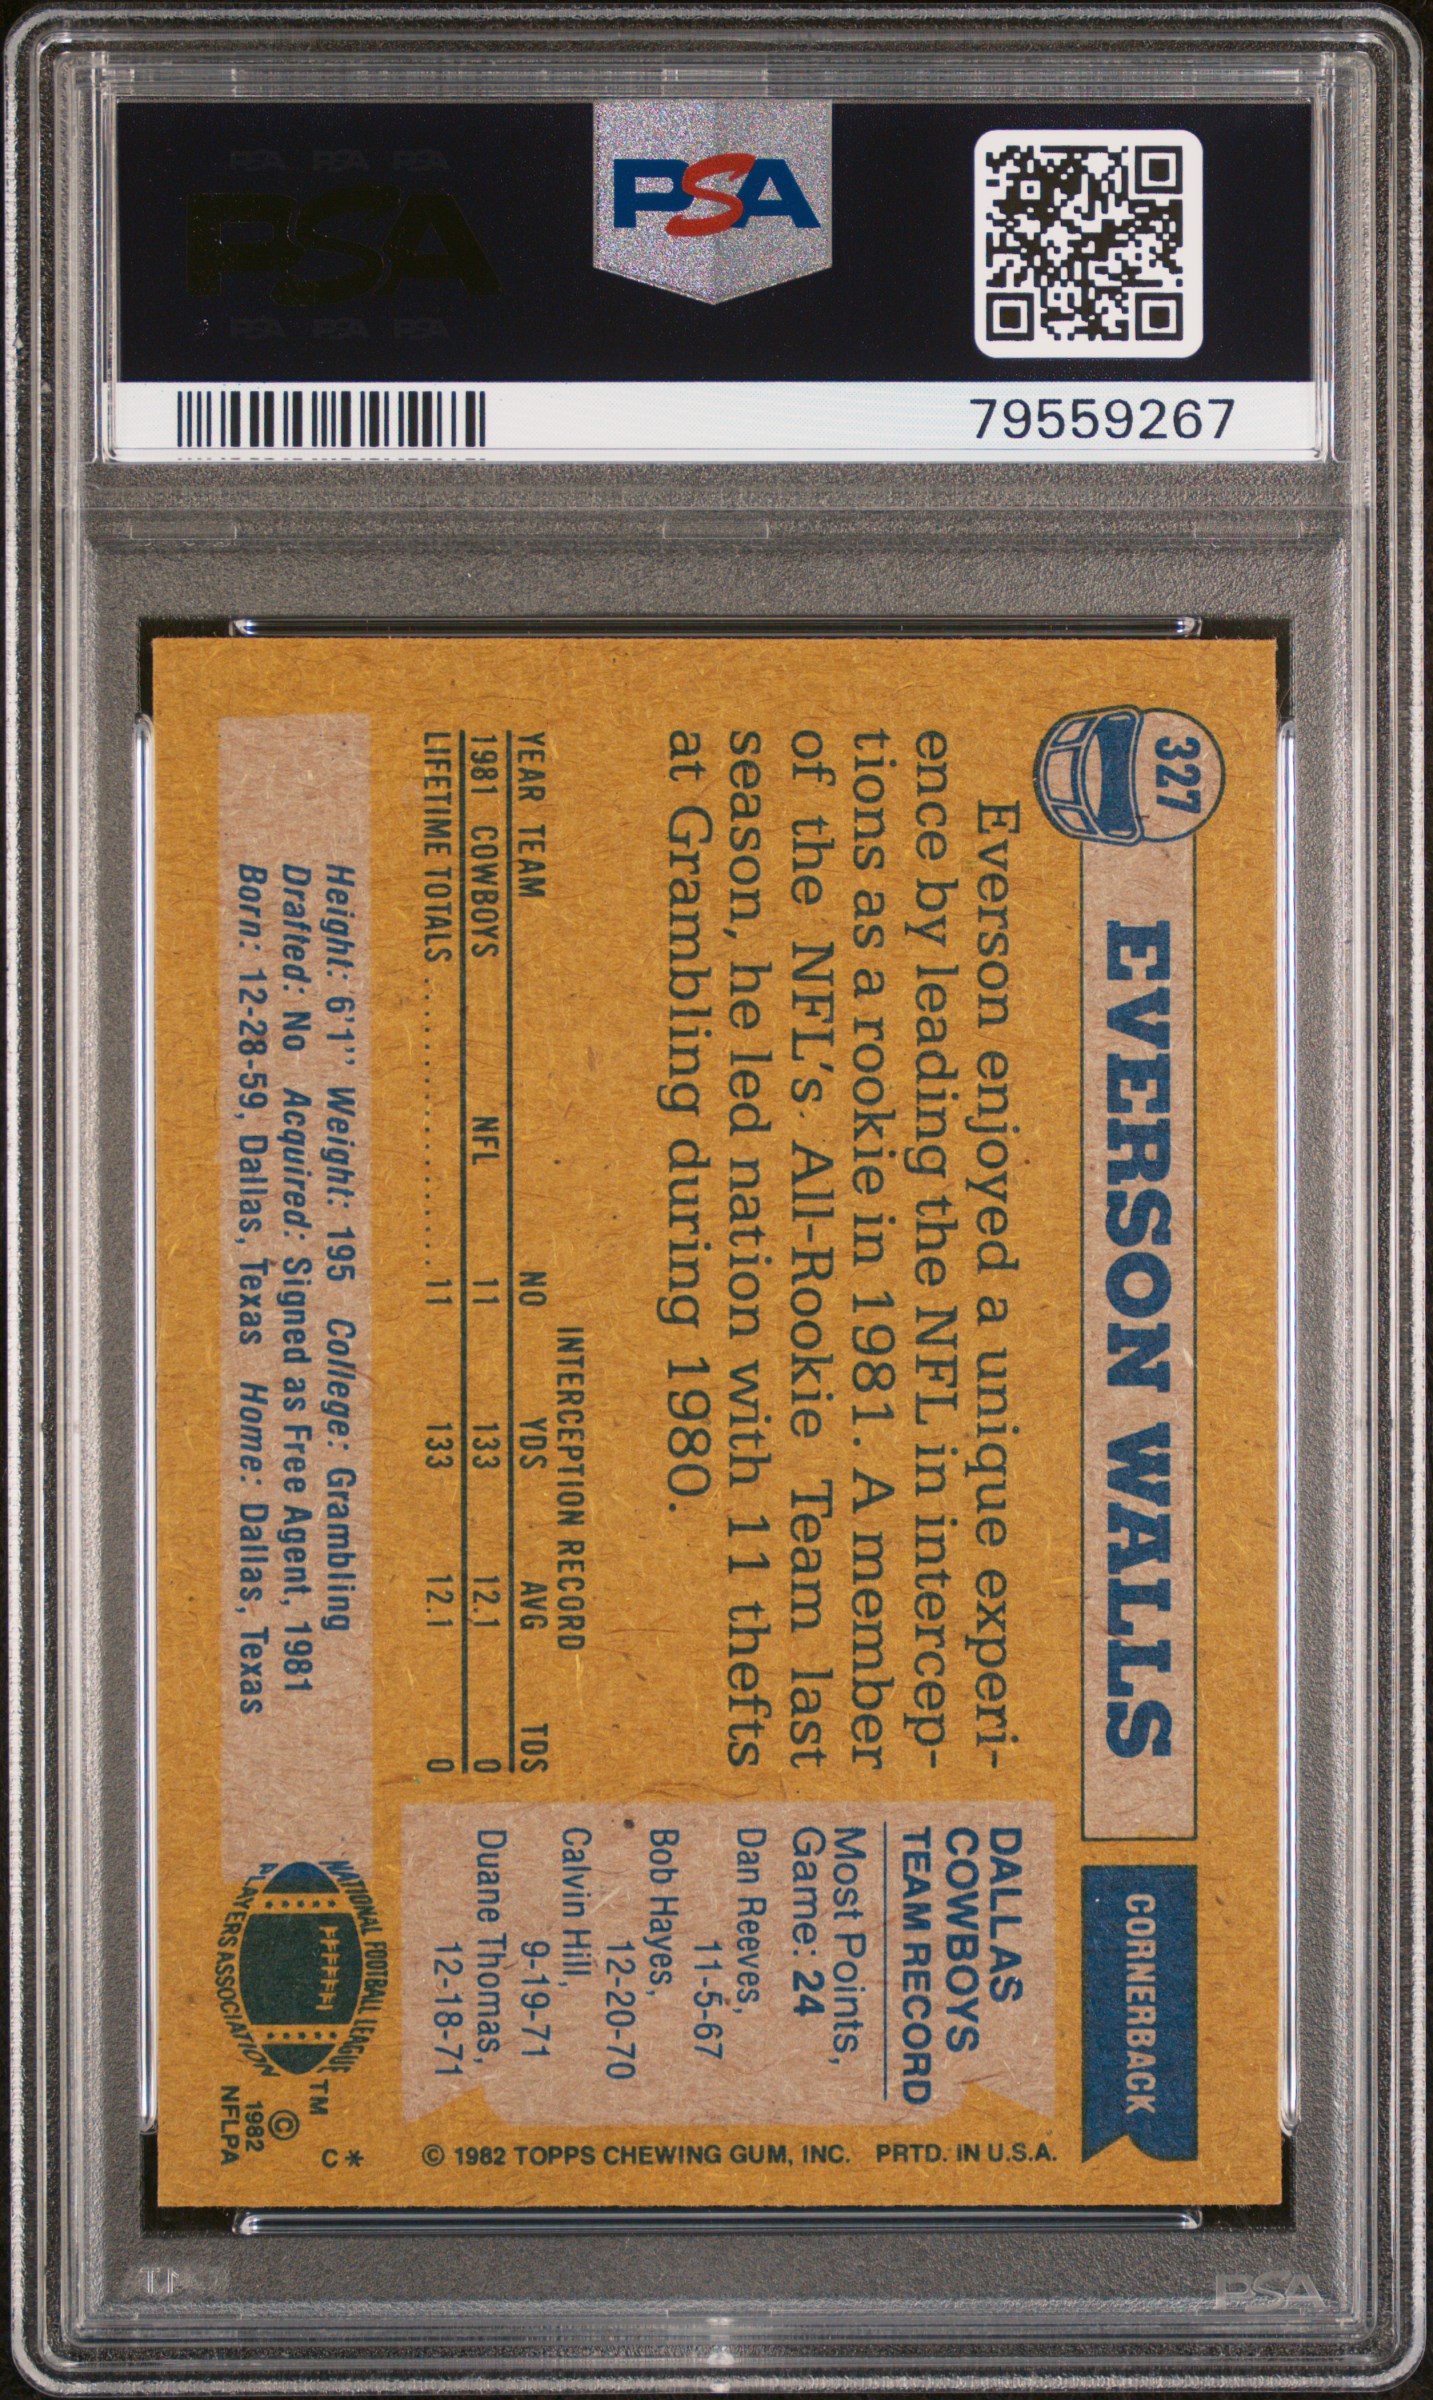 PSA PSA PSA
PSA
PSA PSA PSA
PSA
79559267
327
EVERSON WALLS
CORNERBACK
Everson enjoyed a unique experi-
ence by leading the NFL in intercep-
tions as a rookie in 1981. A member
of the NFL's All-Rookie Team last
season, he led nation with 11 thefts
at Grambling during 1980.
INTERCEPTION RECORD
YEAR TEAM NO YDS AVG TDS
1981 COWBOYS NFL 11 133 12.1 0
LIFETIME TOTALS .................... 11 133 12.1 0
Height: 6'1" Weight: 195 College: Grambling
Drafted: No Acquired: Signed as Free Agent, 1981
Born: 12-28-59, Dallas, Texas Home: Dallas, Texas
DALLAS
COWBOYS
TEAM RECORD
Most Points,
Game: 24
Dan Reeves,
11-5-67
Bob Hayes,
12-20-70
Calvin Hill,
9-19-71
Duane Thomas,
12-18-71
NATIONAL FOOTBALL LEAGUE
PLAYERS ASSOCIATION
TM
©
1982
NFLPA
C*
© 1982 TOPPS CHEWING GUM, INC. PRTD. IN U.S.A.
PSA